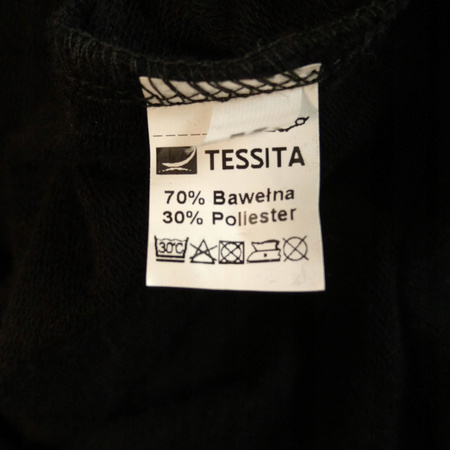 TESSITA
70% Bawełna
30% Poliester
30°C